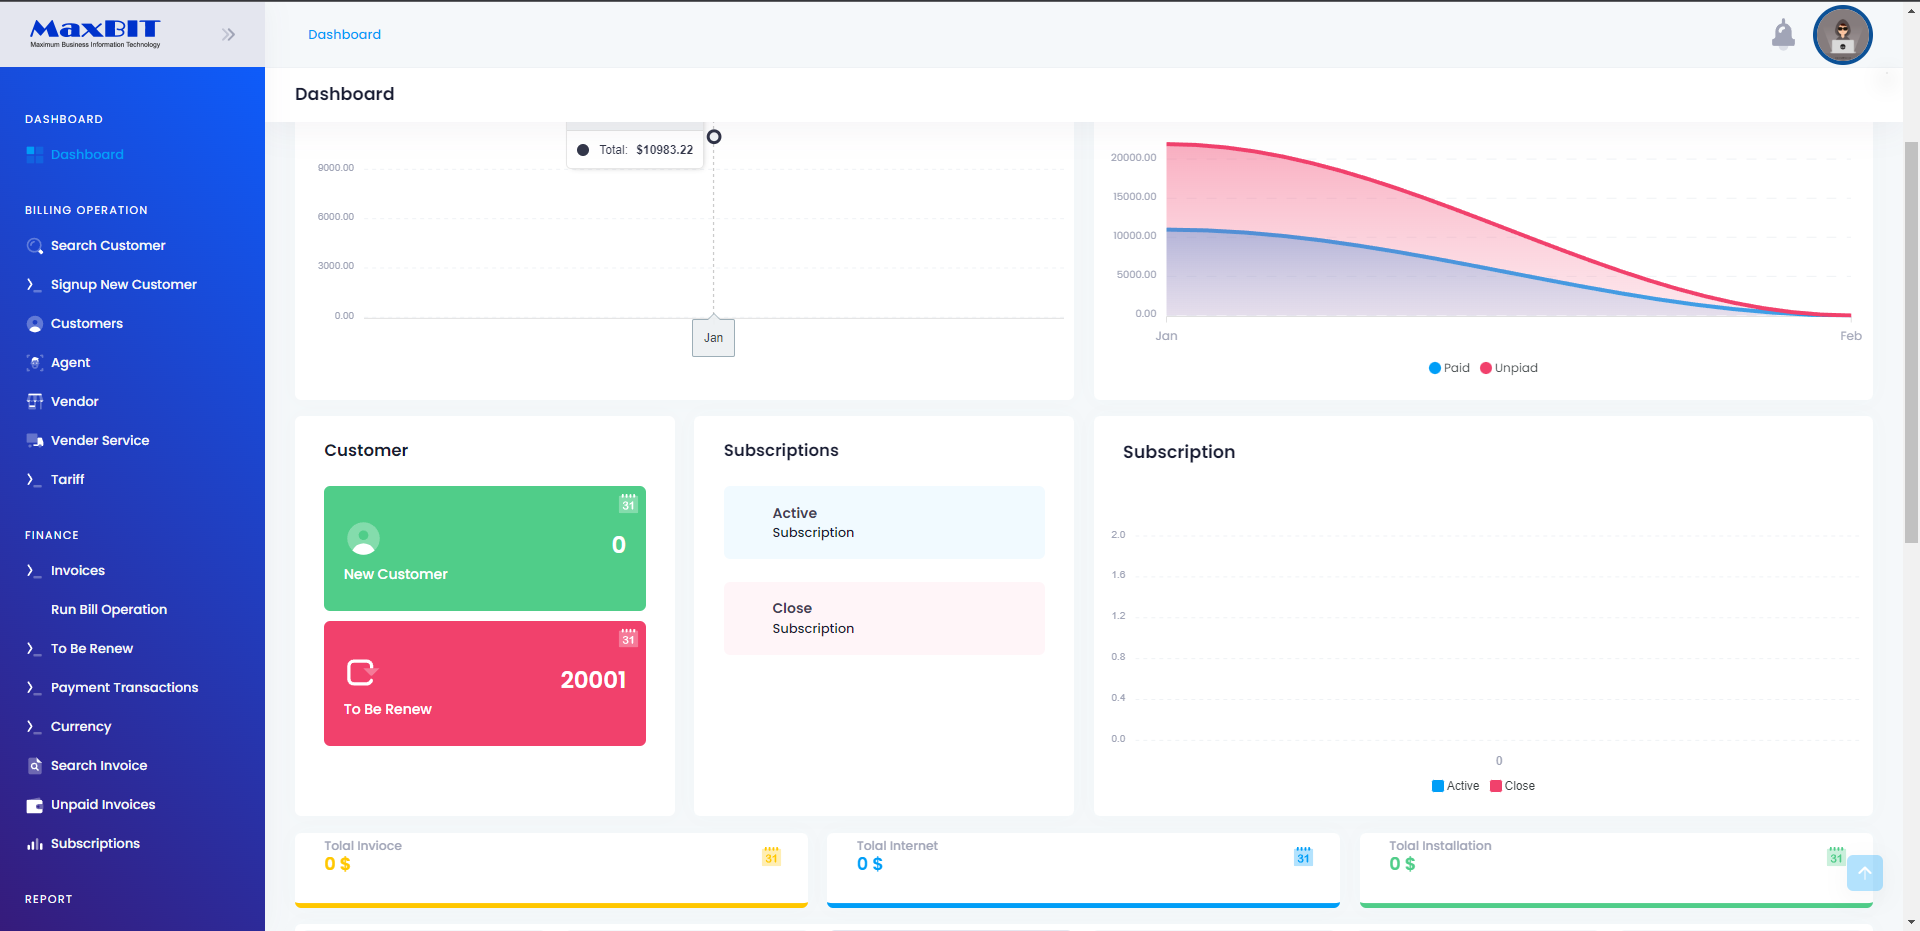 MaxBIT
Maximum Business Information Technology
Dashboard
Dashboard
DASHBOARD
Dashboard
BILLING OPERATION
Search Customer
Signup New Customer
Customers
Agent
Vendor
Vender Service
Tariff
FINANCE
Invoices
Run Bill Operation
To Be Renew
Payment Transactions
Currency
Search Invoice
Unpaid Invoices
Subscriptions
REPORT
Total: $10983.22
9000.00
6000.00
3000.00
0.00
Jan
20000.00
15000.00
10000.00
5000.00
0.00
Jan Feb
Paid Unpiad
Customer
31
0
New Customer
31
20001
To Be Renew
Subscriptions
Active
Subscription
Close
Subscription
Subscription
2.0
1.6
1.2
0.8
0.4
0.0
0
Active Close
Tolal Invioce
0 $
31
Tolal Internet
0 $
31
Tolal Installation
0 $
31